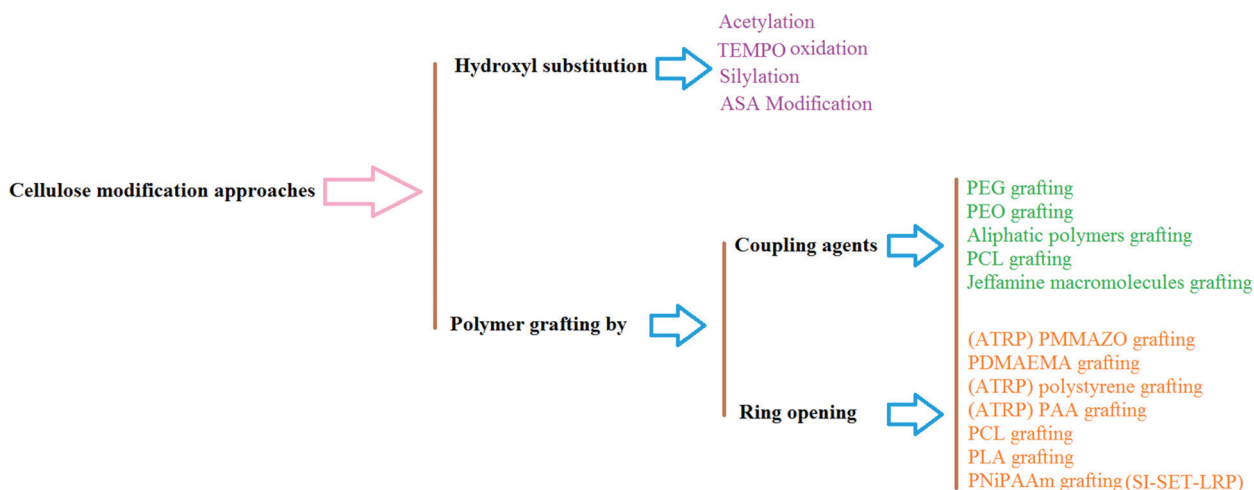 Cellulose modification approaches
Hydroxyl substitution
Acetylation
TEMPO oxidation
Silylation
ASA Modification
Polymer grafting by
Coupling agents
PEG grafting
PEO grafting
Aliphatic polymers grafting
PCL grafting
Jeffamine macromolecules grafting
Ring opening
(ATRP) PMMAZO grafting
PDMAEMA grafting
(ATRP) polystyrene grafting
(ATRP) PAA grafting
PCL grafting
PLA grafting
PNiPAAm grafting (SI-SET-LRP)